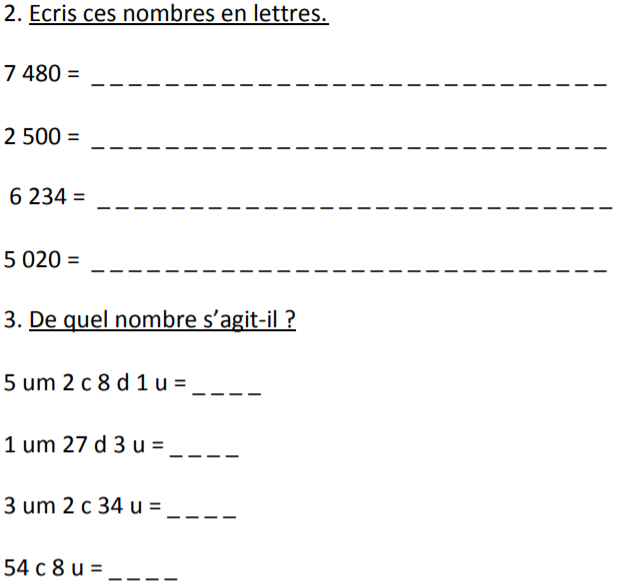 2. Ecris ces nombres en lettres.
7 480 = _ _ _ _ _ _ _ _ _ _ _ _ _ _ _ _ _ _ _ _ _ _ _ _ _ _ _ _
2 500 = _ _ _ _ _ _ _ _ _ _ _ _ _ _ _ _ _ _ _ _ _ _ _ _ _ _ _ _
6 234 = _ _ _ _ _ _ _ _ _ _ _ _ _ _ _ _ _ _ _ _ _ _ _ _ _ _ _ _
5 020 = _ _ _ _ _ _ _ _ _ _ _ _ _ _ _ _ _ _ _ _ _ _ _ _ _ _ _ _
3. De quel nombre s’agit-il ?
5 um 2 c 8 d 1 u = _ _ _ _
1 um 27 d 3 u = _ _ _ _
3 um 2 c 34 u = _ _ _ _
54 c 8 u = _ _ _ _